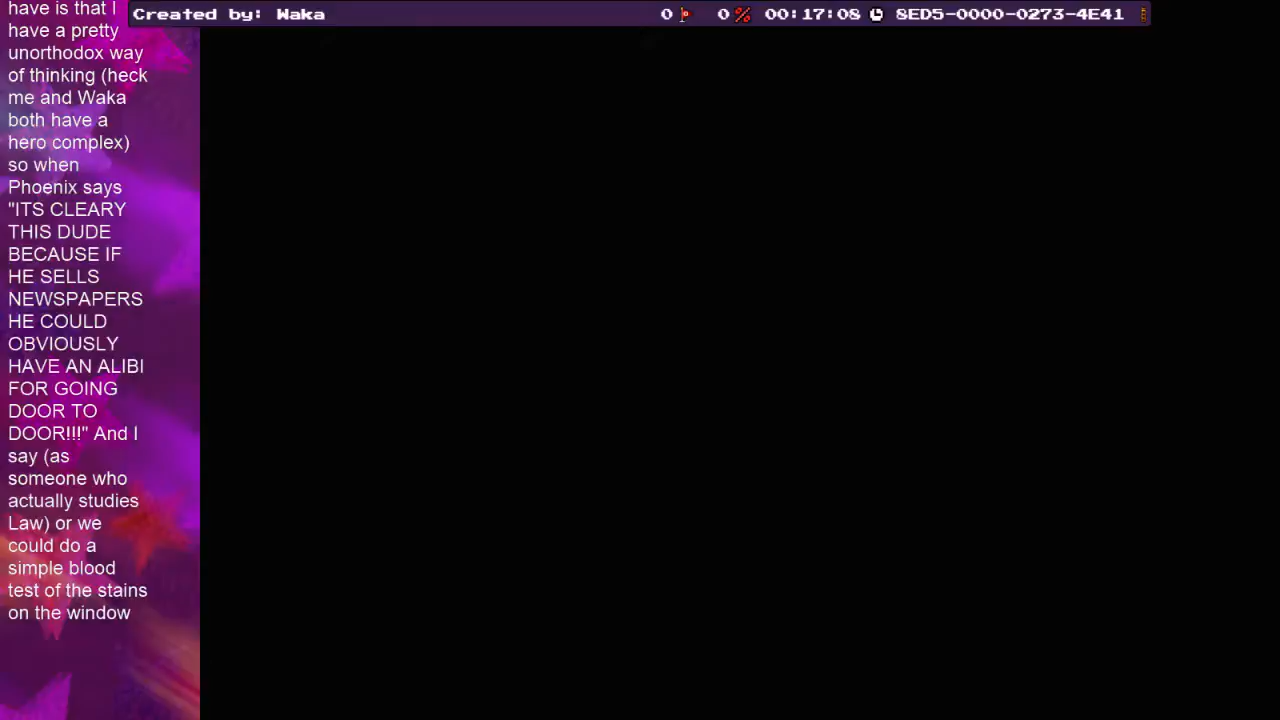 have is that I
Created by: Waka 0 0 00:17:08 8ED5-0000-0273-4E41
have a pretty
unorthodox way
of thinking (heck
me and Waka
both have a
hero complex)
so when
Phoenix says
"ITS CLEARY
THIS DUDE
BECAUSE IF
HE SELLS
NEWSPAPERS
HE COULD
OBVIOUSLY
HAVE AN ALIBI
FOR GOING
DOOR TO
DOOR!!!" And I
say (as
someone who
actually studies
Law) or we
could do a
simple blood
test of the stains
on the window